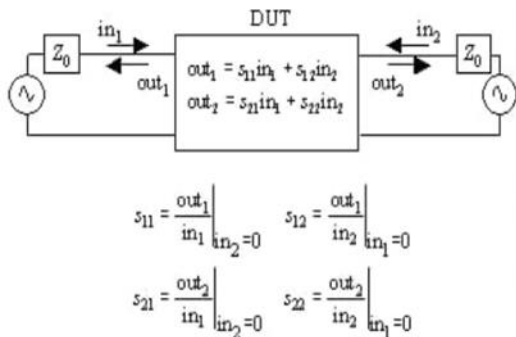 DUT
in₁ in₂
Z₀ Z₀
out₁ = s₁₁in₁ + s₁₂in₂
out₁ out₂
out₂ = s₂₁in₁ + s₂₂in₂
s₁₁ = out₁/in₁ |in₂=0 s₁₂ = out₁/in₂ |in₁=0
s₂₁ = out₂/in₁ |in₂=0 s₂₂ = out₂/in₂ |in₁=0